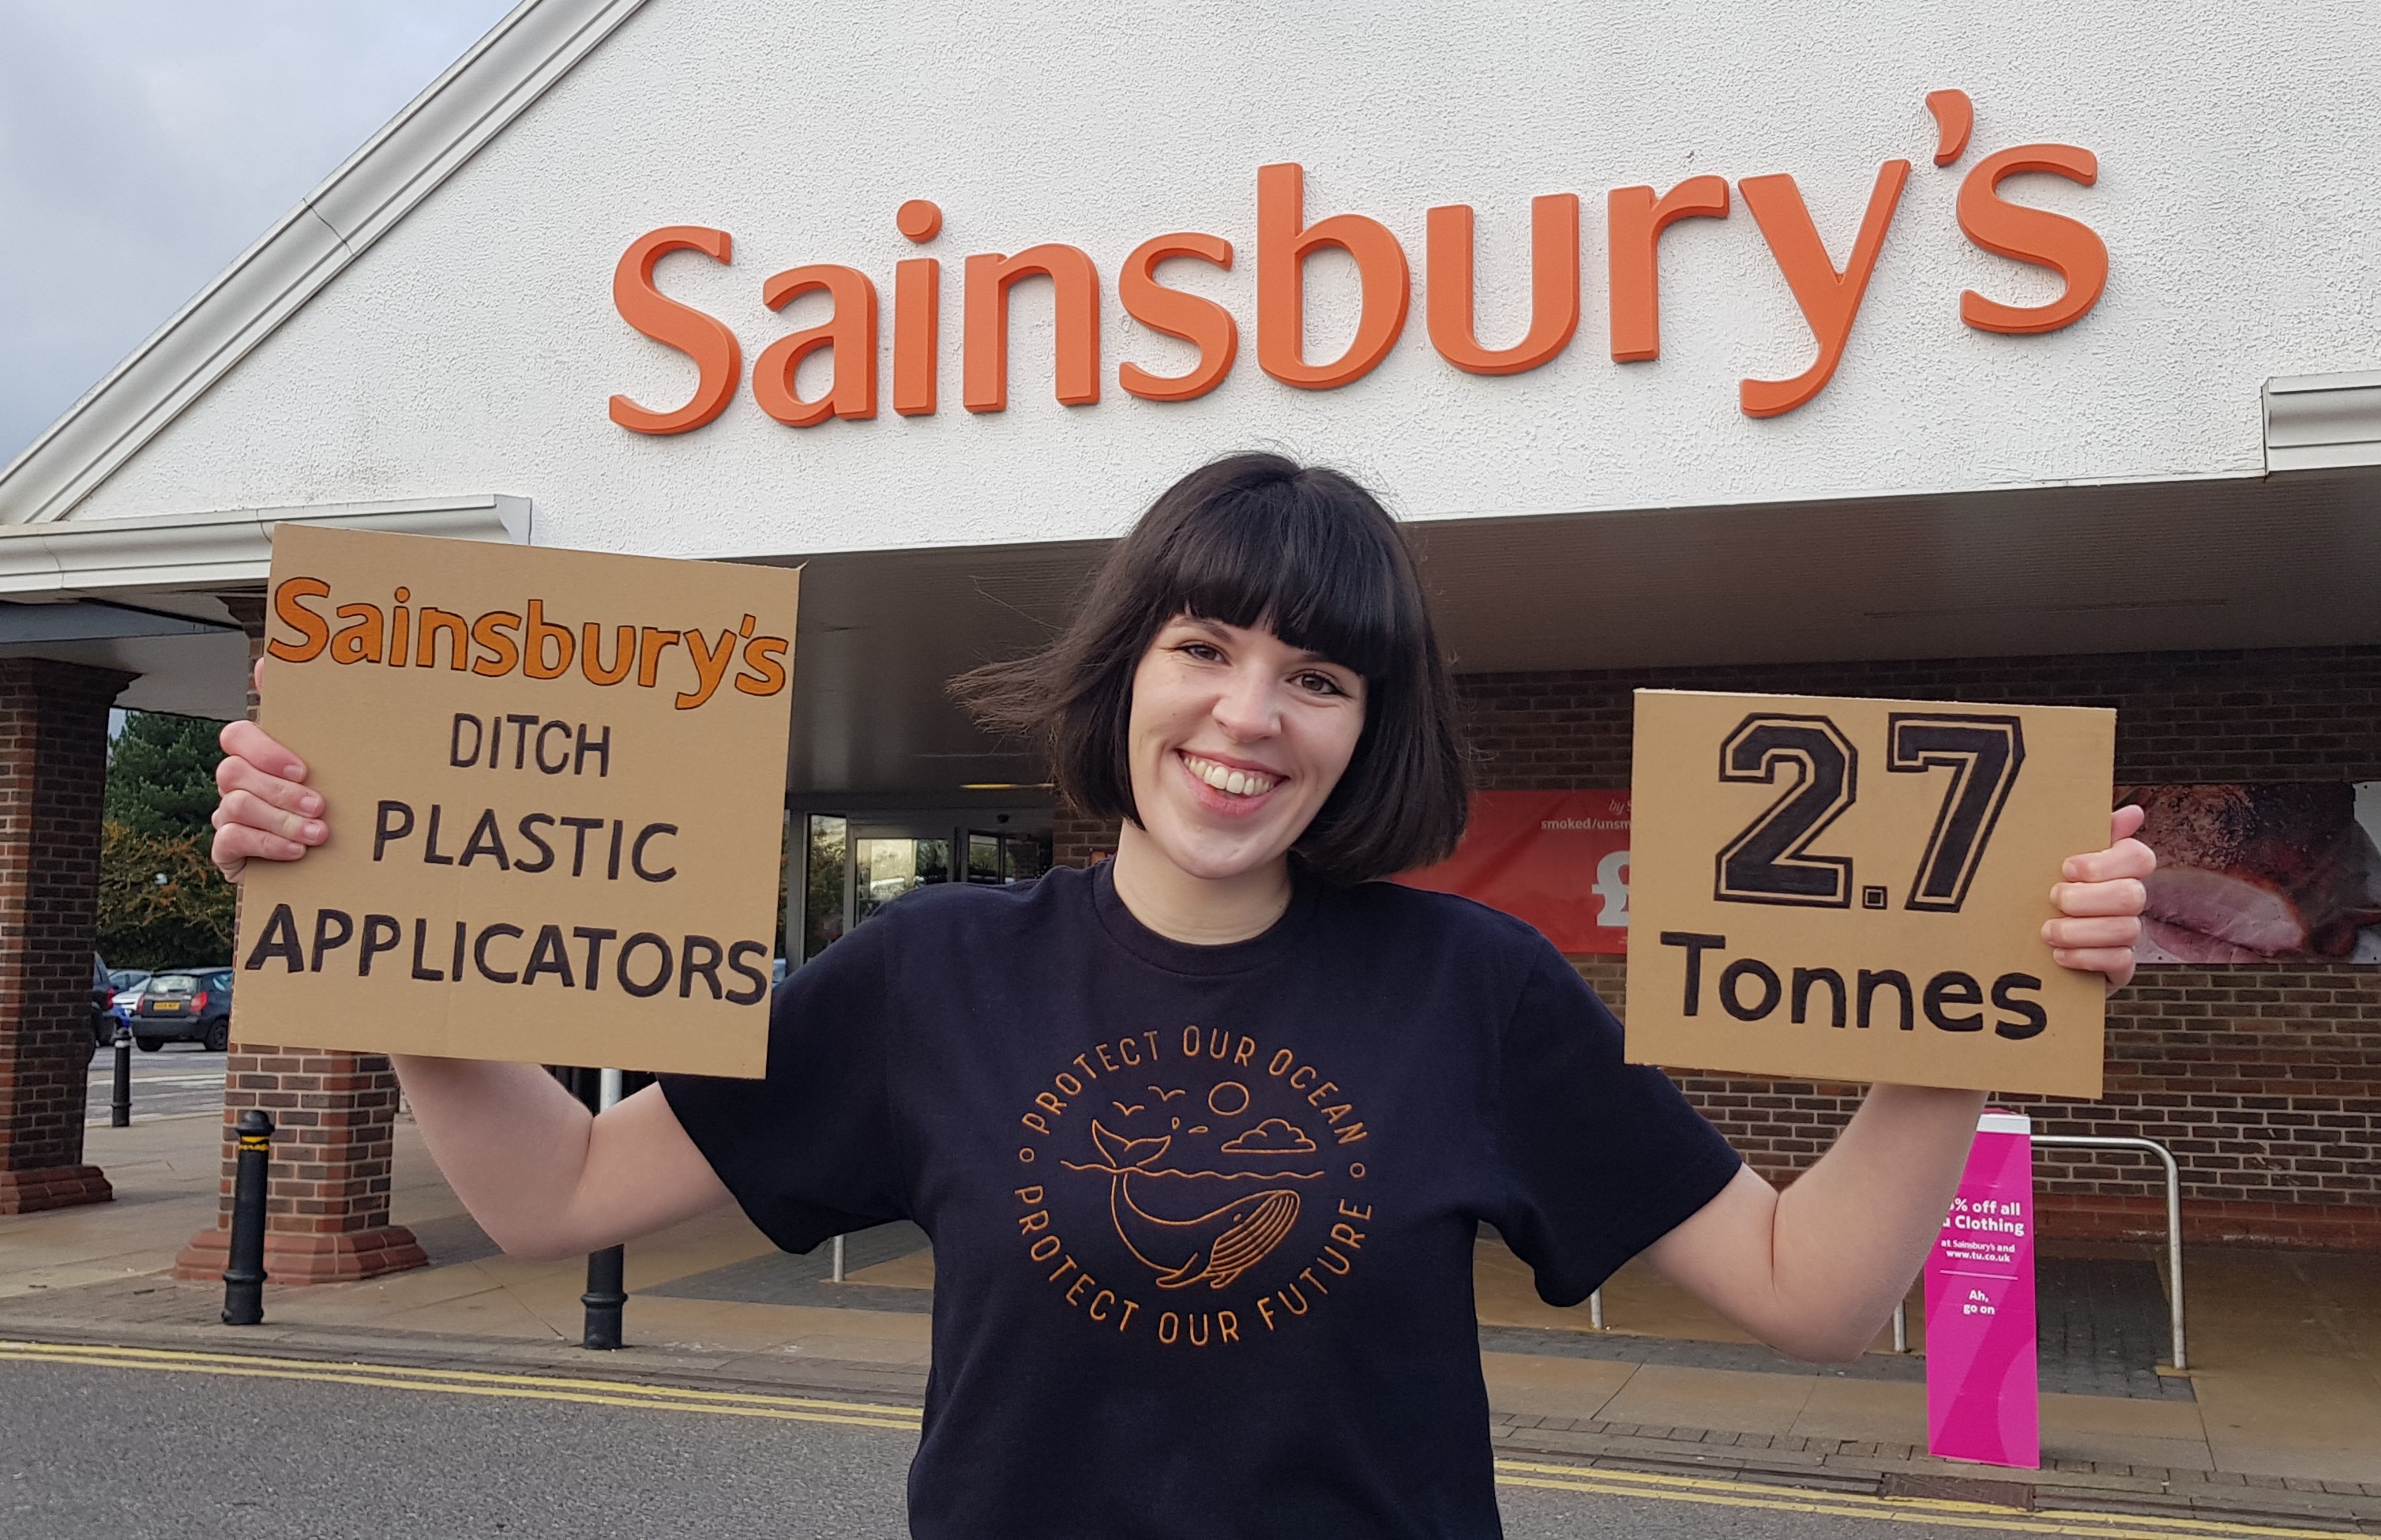 Sainsbury's
Sainsbury's
DITCH
PLASTIC
APPLICATORS
2.7
Tonnes
by
smoked/unsm
£
PROTECT OUR OCEAN
PROTECT OUR FUTURE
% off all
Clothing
at Sainsbury's and
www.tu.co.uk
Ah,
go on